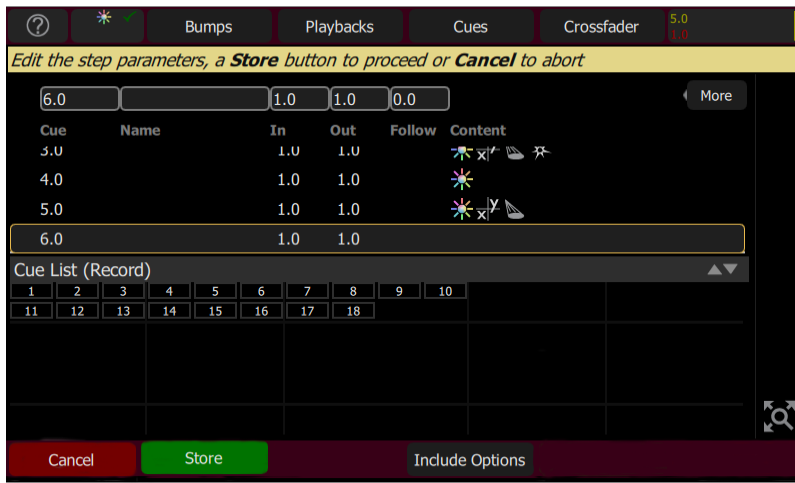 ? Bumps Playbacks Cues Crossfader 5.0
1.0
Edit the step parameters, a Store button to proceed or Cancel to abort
6.0 1.0 1.0 0.0 More
Cue Name In Out Follow Content
3.0 1.0 1.0
4.0 1.0 1.0
5.0 1.0 1.0
6.0 1.0 1.0
Cue List (Record)
1 2 3 4 5 6 7 8 9 10
11 12 13 14 15 16 17 18
Cancel Store Include Options